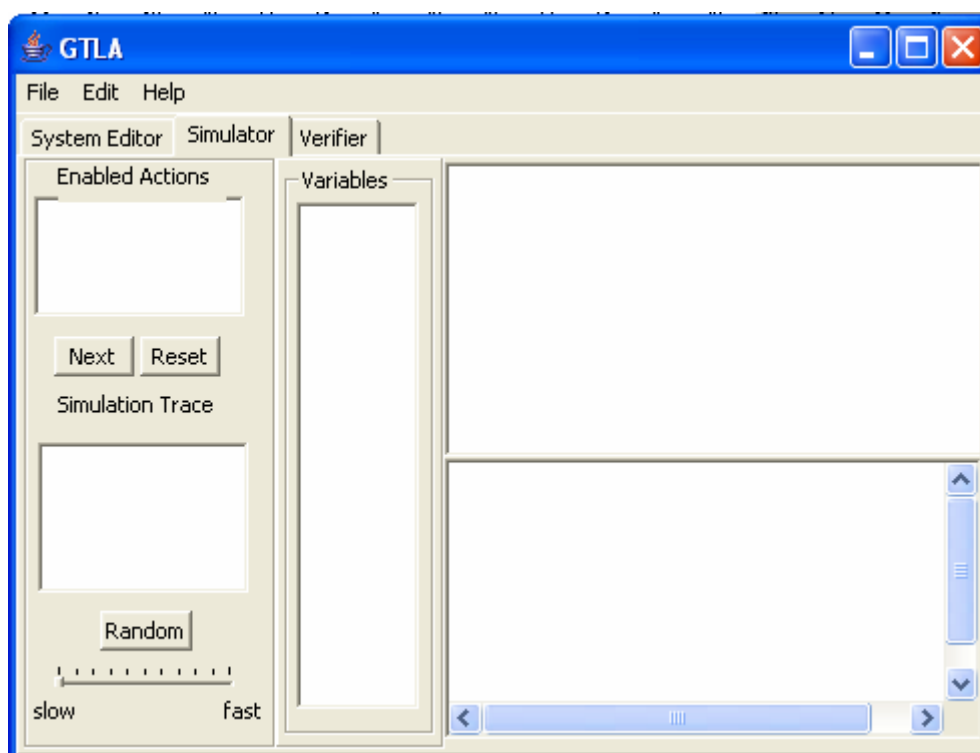 GTLA
File Edit Help
System Editor Simulator Verifier
Enabled Actions
Variables
Next Reset
Simulation Trace
Random
slow fast